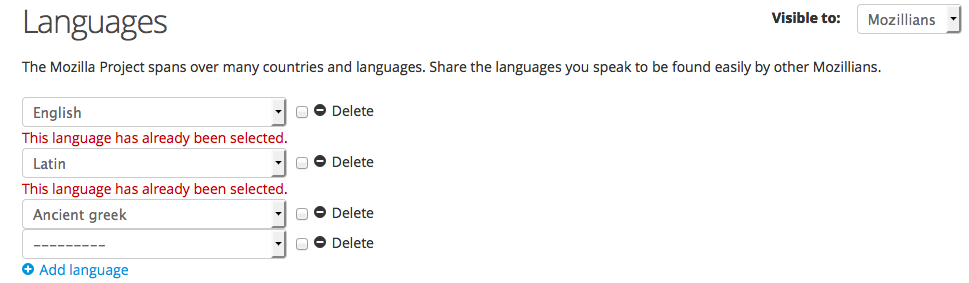 Languages
Visible to: Mozillians
The Mozilla Project spans over many countries and languages. Share the languages you speak to be found easily by other Mozillians.
English Delete
This language has already been selected.
Latin Delete
This language has already been selected.
Ancient greek Delete
--------- Delete
Add language